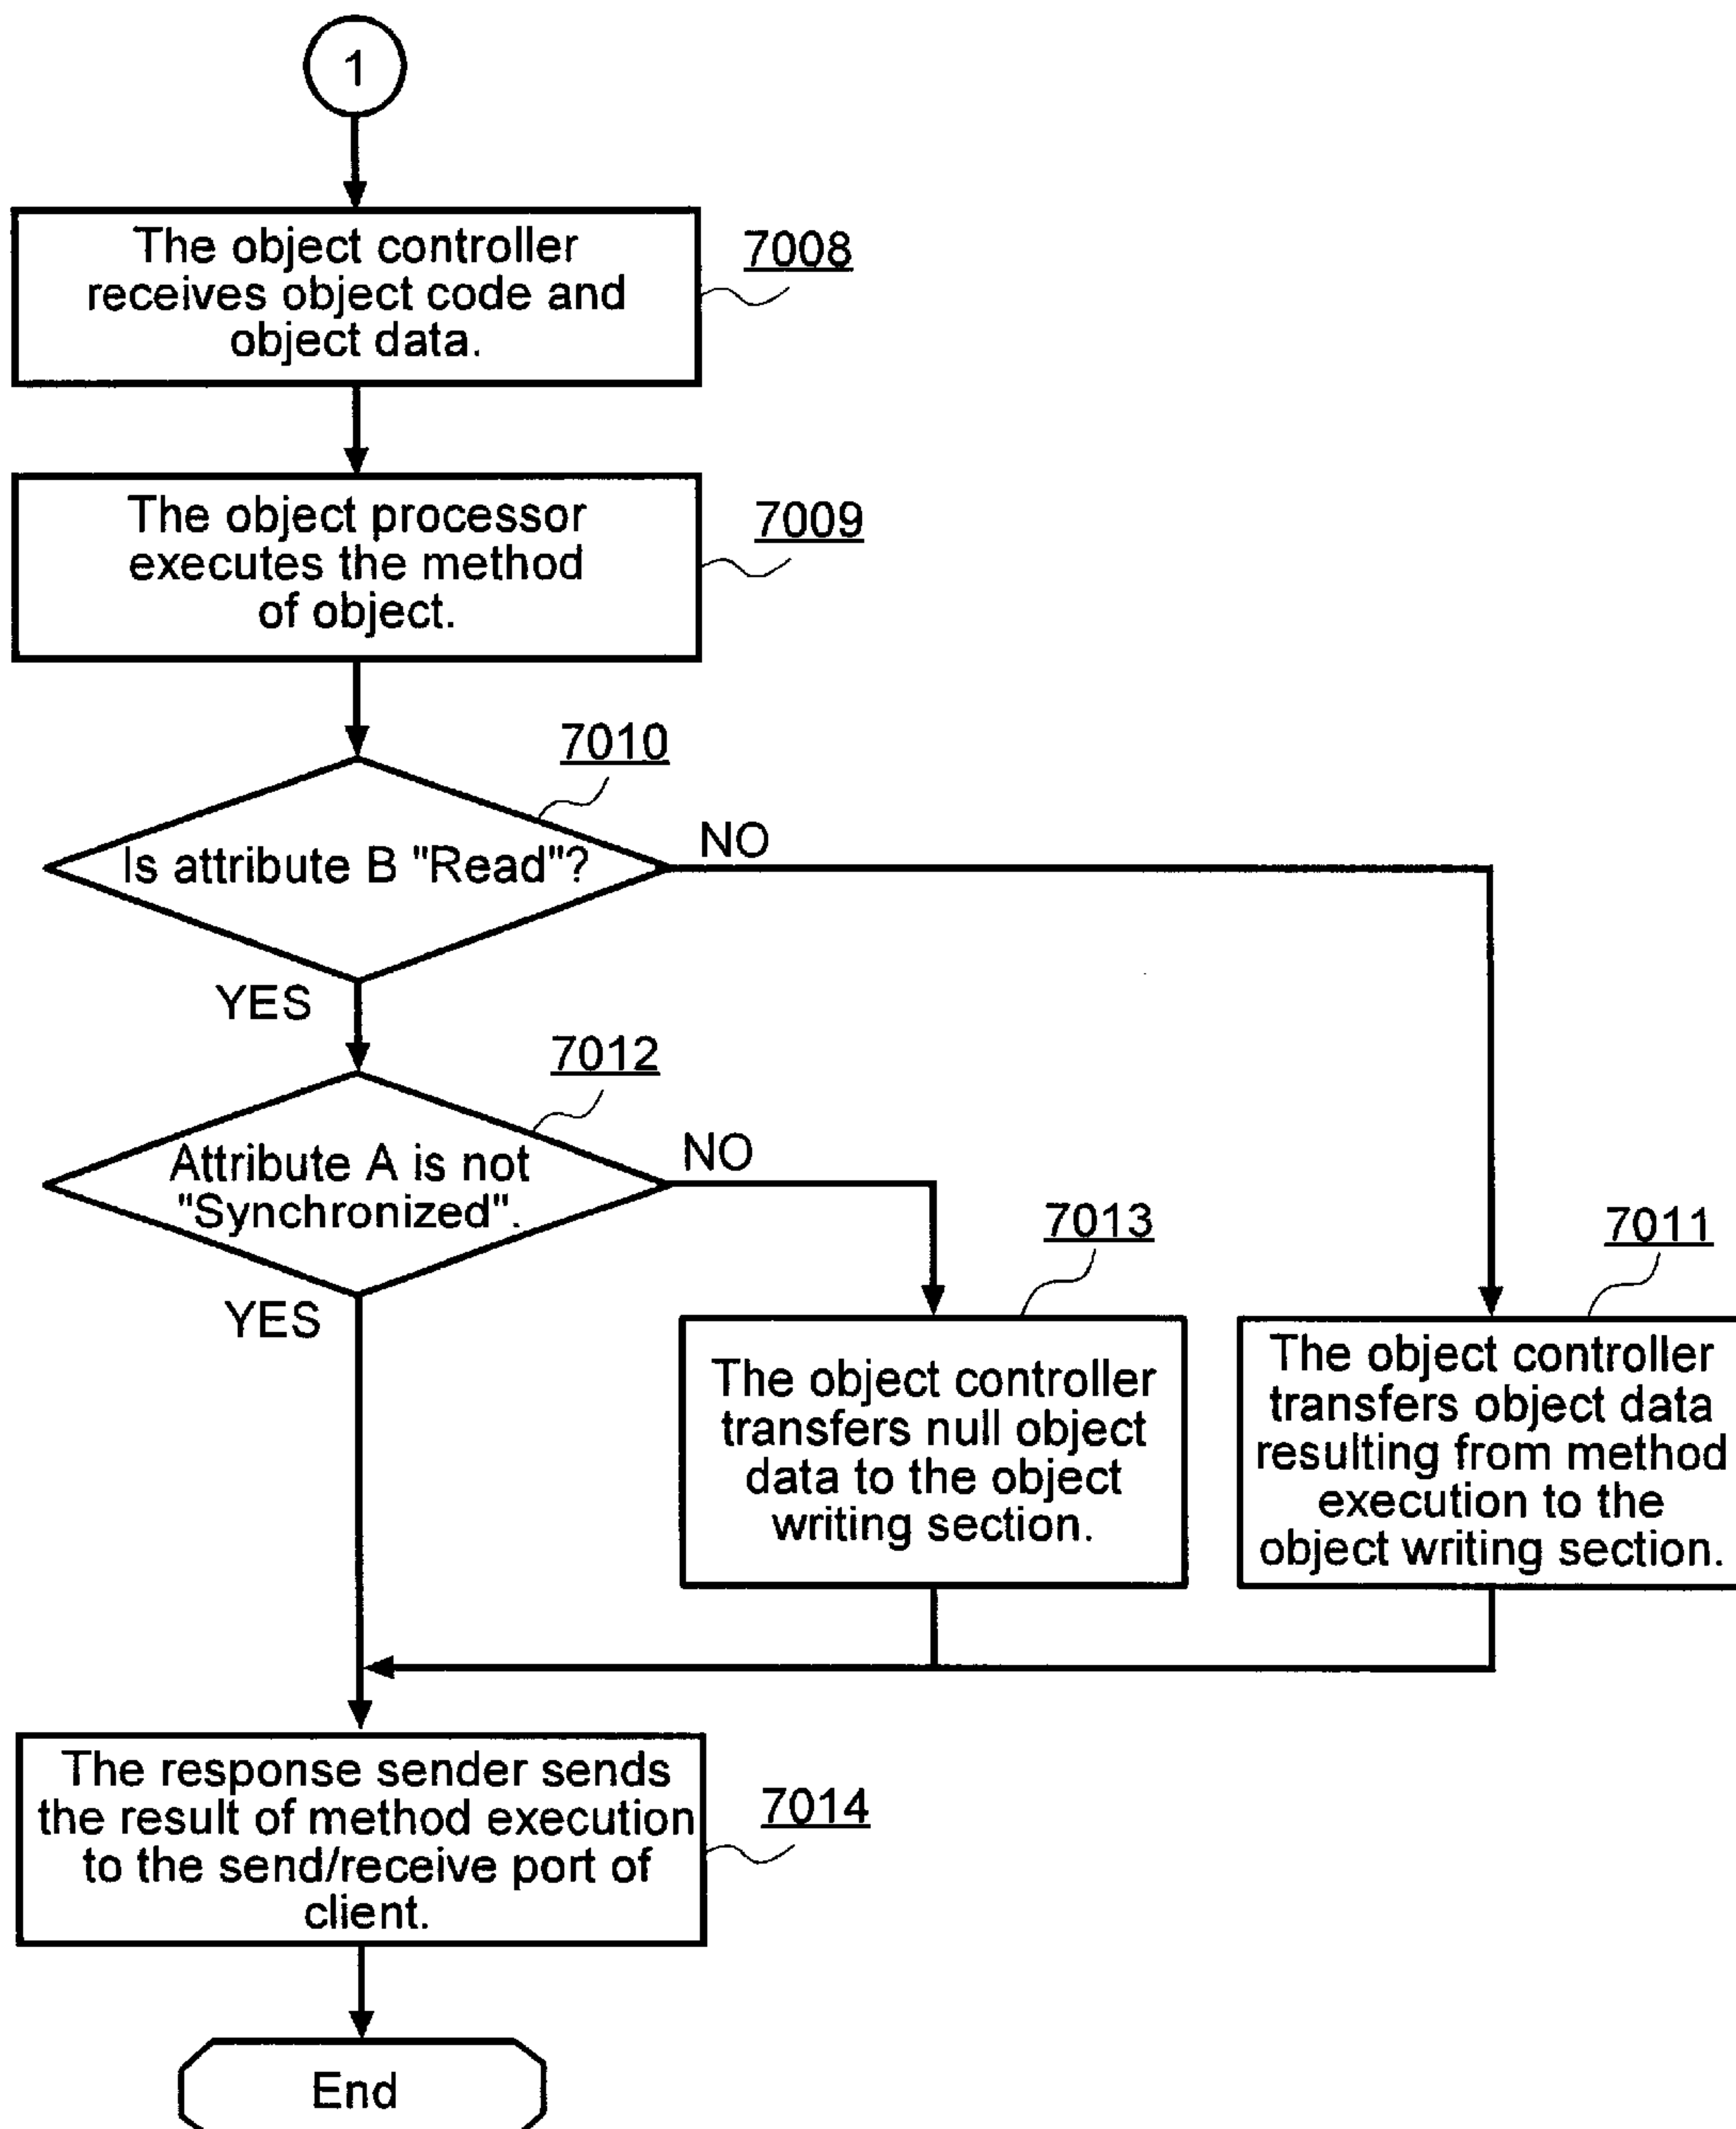 1
The object controller
receives object code and
object data.
7008
The object processor
executes the method
of object.
7009
7010
Is attribute B "Read"?
NO
YES
7012
Attribute A is not
"Synchronized".
NO
YES
7013
The object controller
transfers null object
data to the object
writing section.
7011
The object controller
transfers object data
resulting from method
execution to the
object writing section.
The response sender sends
the result of method execution
to the send/receive port of
client.
7014
End